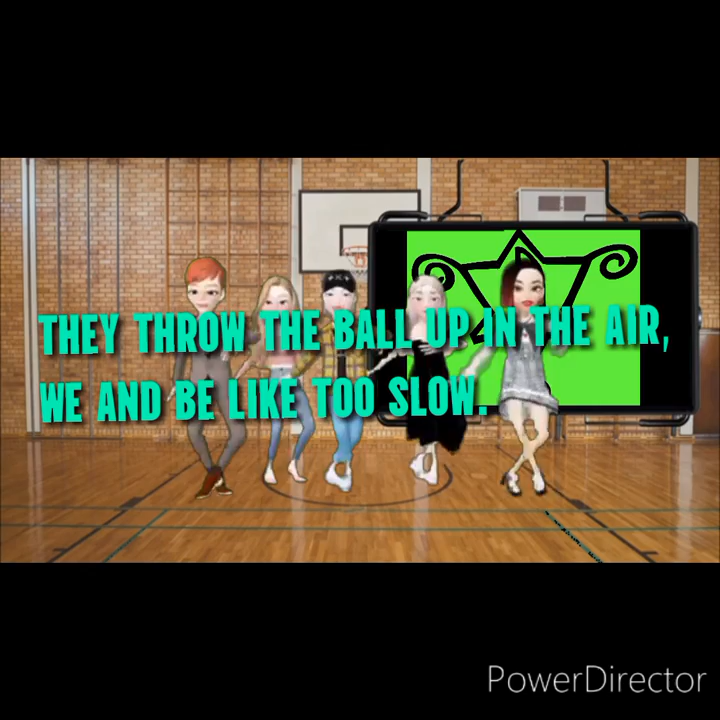 THEY THROW THE BALL UP IN THE AIR,
WE AND BE LIKE TOO SLOW.
PowerDirector